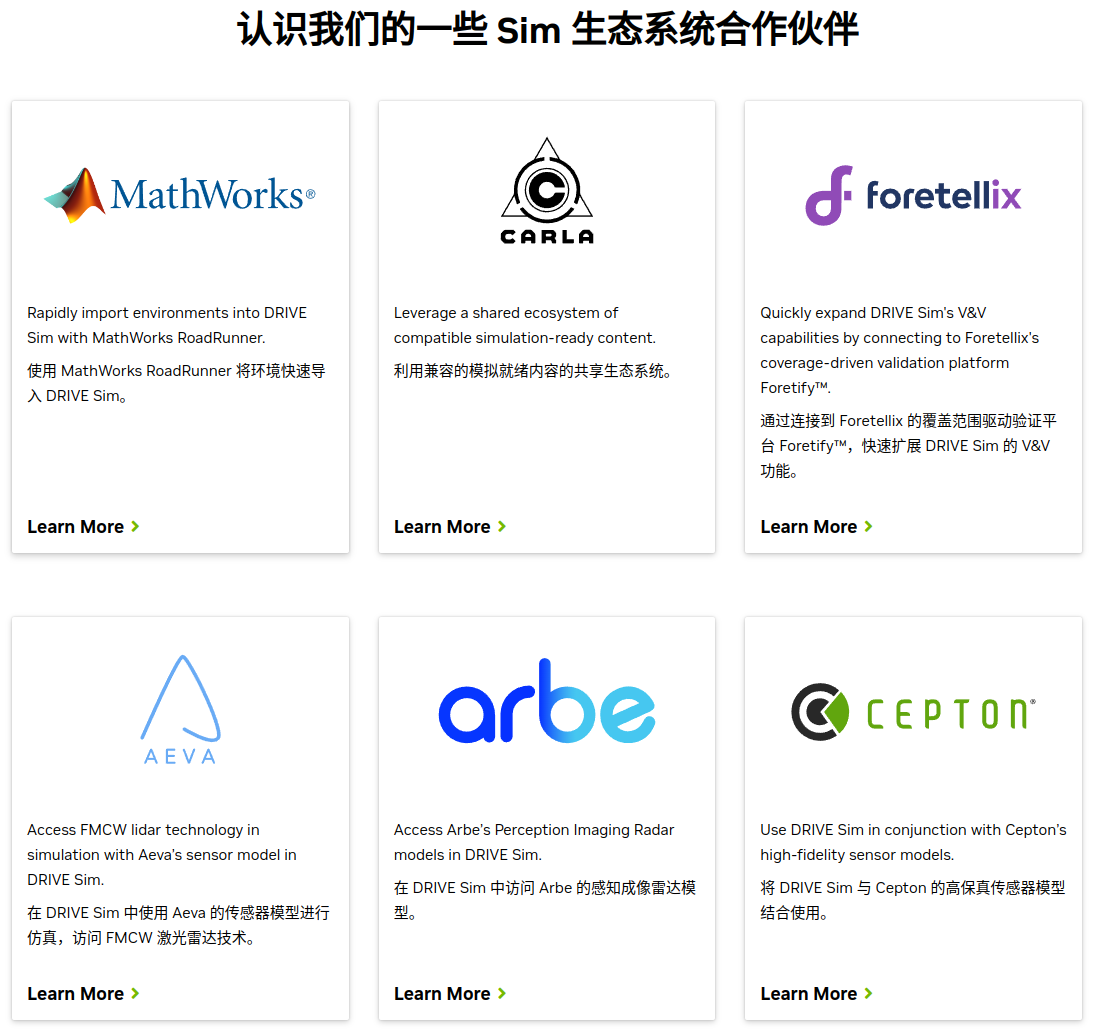 认识我们的一些 Sim 生态系统合作伙伴
MathWorks®
Rapidly import environments into DRIVE
Sim with MathWorks RoadRunner.
使用 MathWorks RoadRunner 将环境快速导
入 DRIVE Sim。
Learn More
C
CARLA
Leverage a shared ecosystem of
compatible simulation-ready content.
利用兼容的模拟就绪内容的共享生态系统。
Learn More
foretellix
Quickly expand DRIVE Sim's V&V
capabilities by connecting to Foretellix's
coverage-driven validation platform
Foretify™.
通过连接到 Foretellix 的覆盖范围驱动验证平
台 Foretify™，快速扩展 DRIVE Sim 的 V&V
功能。
Learn More
AEVA
Access FMCW lidar technology in
simulation with Aeva's sensor model in
DRIVE Sim.
在 DRIVE Sim 中使用 Aeva 的传感器模型进行
仿真，访问 FMCW 激光雷达技术。
Learn More
arbe
Access Arbe's Perception Imaging Radar
models in DRIVE Sim.
在 DRIVE Sim 中访问 Arbe 的感知成像雷达模
型。
Learn More
CEPTON®
Use DRIVE Sim in conjunction with Cepton's
high-fidelity sensor models.
将 DRIVE Sim 与 Cepton 的高保真传感器模型
结合使用。
Learn More